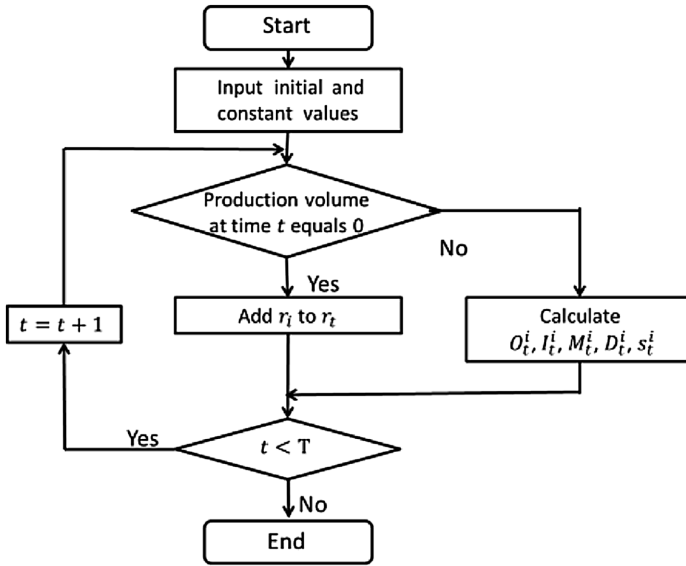 Start
Input initial and
constant values
Production volume
at time t equals 0
No
Yes
t = t + 1
Add r_i to r_t
Calculate
O_t^i, I_t^i, M_t^i, D_t^i, s_t^i
Yes
t < T
No
End